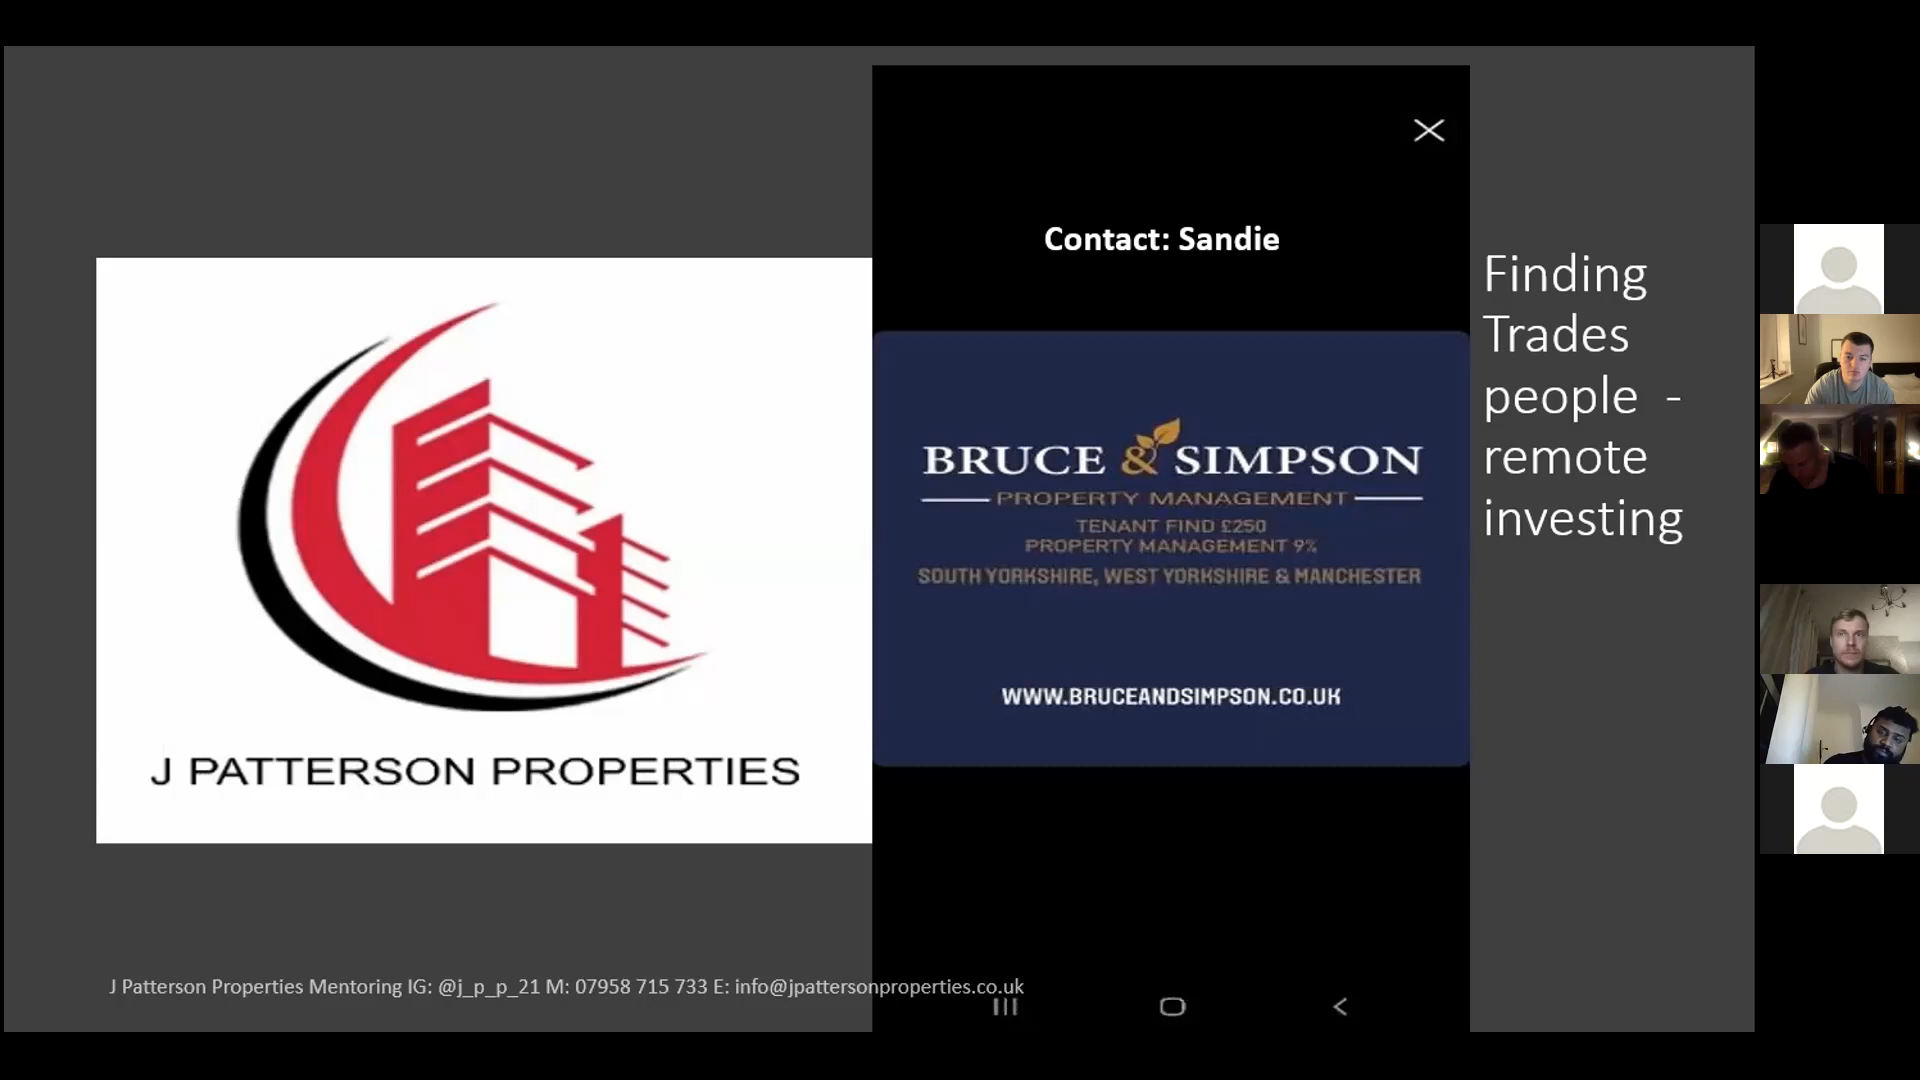 J PATTERSON PROPERTIES
Contact: Sandie
BRUCE & SIMPSON
PROPERTY MANAGEMENT
TENANT FIND £250
PROPERTY MANAGEMENT 9%
SOUTH YORKSHIRE, WEST YORKSHIRE & MANCHESTER
WWW.BRUCEANDSIMPSON.CO.UK
Finding
Trades
people -
remote
investing
J Patterson Properties Mentoring IG: @j_p_p_21 M: 07958 715 733 E: info@jpattersonproperties.co.uk